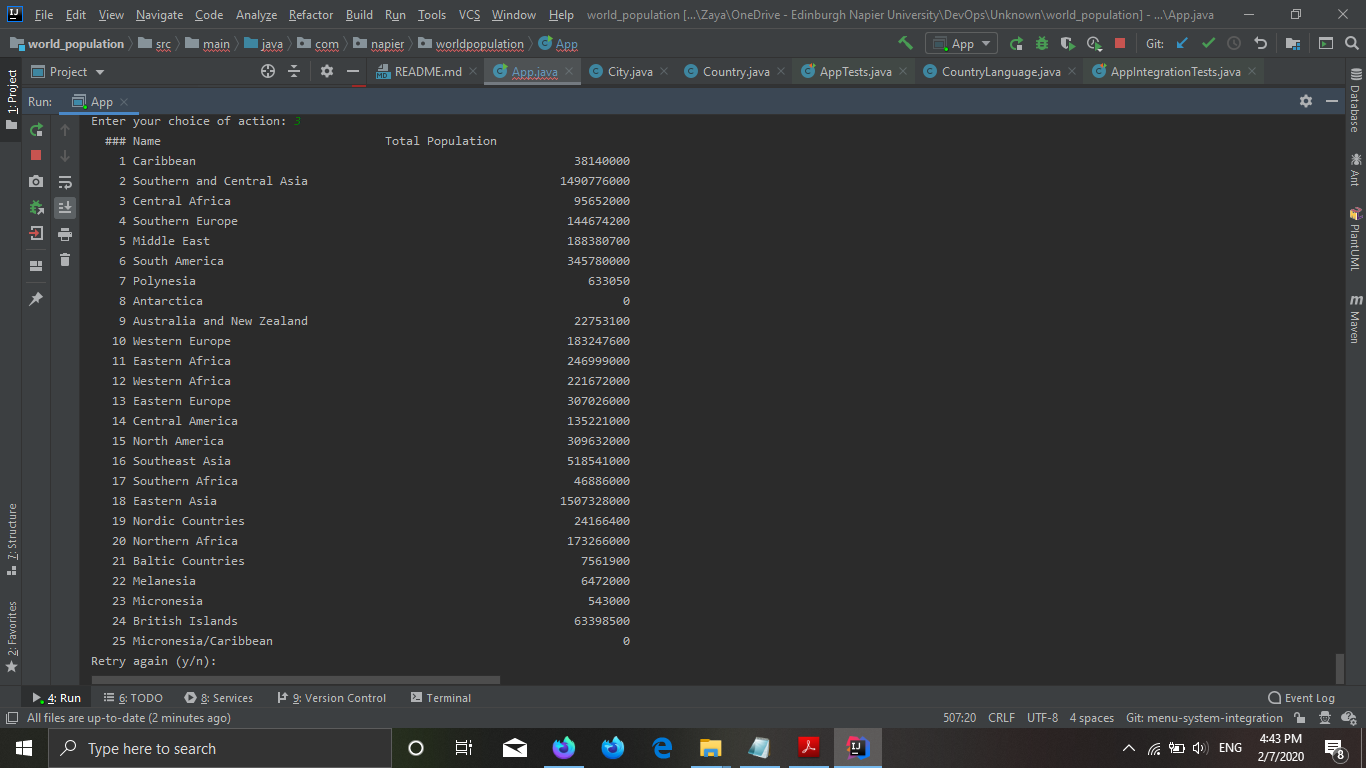 File Edit View Navigate Code Analyze Refactor Build Run Tools VCS Window Help world_population [...\Zaya\OneDrive - Edinburgh Napier University\DevOps\Unknown\world_population] - ...\App.java
world_population src main java com napier worldpopulation App App Git:
1: Project Project README.md App.java City.java Country.java AppTests.java CountryLanguage.java AppIntegrationTests.java
Run: App
Database
Ant
PlantUML
Maven
Enter your choice of action: 3
### Name Total Population
1 Caribbean 38140000
2 Southern and Central Asia 1490776000
3 Central Africa 95652000
4 Southern Europe 144674200
5 Middle East 188380700
6 South America 345780000
7 Polynesia 633050
8 Antarctica 0
9 Australia and New Zealand 22753100
10 Western Europe 183247600
11 Eastern Africa 246999000
12 Western Africa 221672000
13 Eastern Europe 307026000
14 Central America 135221000
15 North America 309632000
16 Southeast Asia 518541000
17 Southern Africa 46886000
18 Eastern Asia 1507328000
19 Nordic Countries 24166400
20 Northern Africa 173266000
21 Baltic Countries 7561900
22 Melanesia 6472000
23 Micronesia 543000
24 British Islands 63398500
25 Micronesia/Caribbean 0
Retry again (y/n):
7: Structure
2: Favorites
4: Run 6: TODO 8: Services 9: Version Control Terminal Event Log
All files are up-to-date (2 minutes ago) 507:20 CRLF UTF-8 4 spaces Git: menu-system-integration
Type here to search ENG 4:43 PM
2/7/2020 8